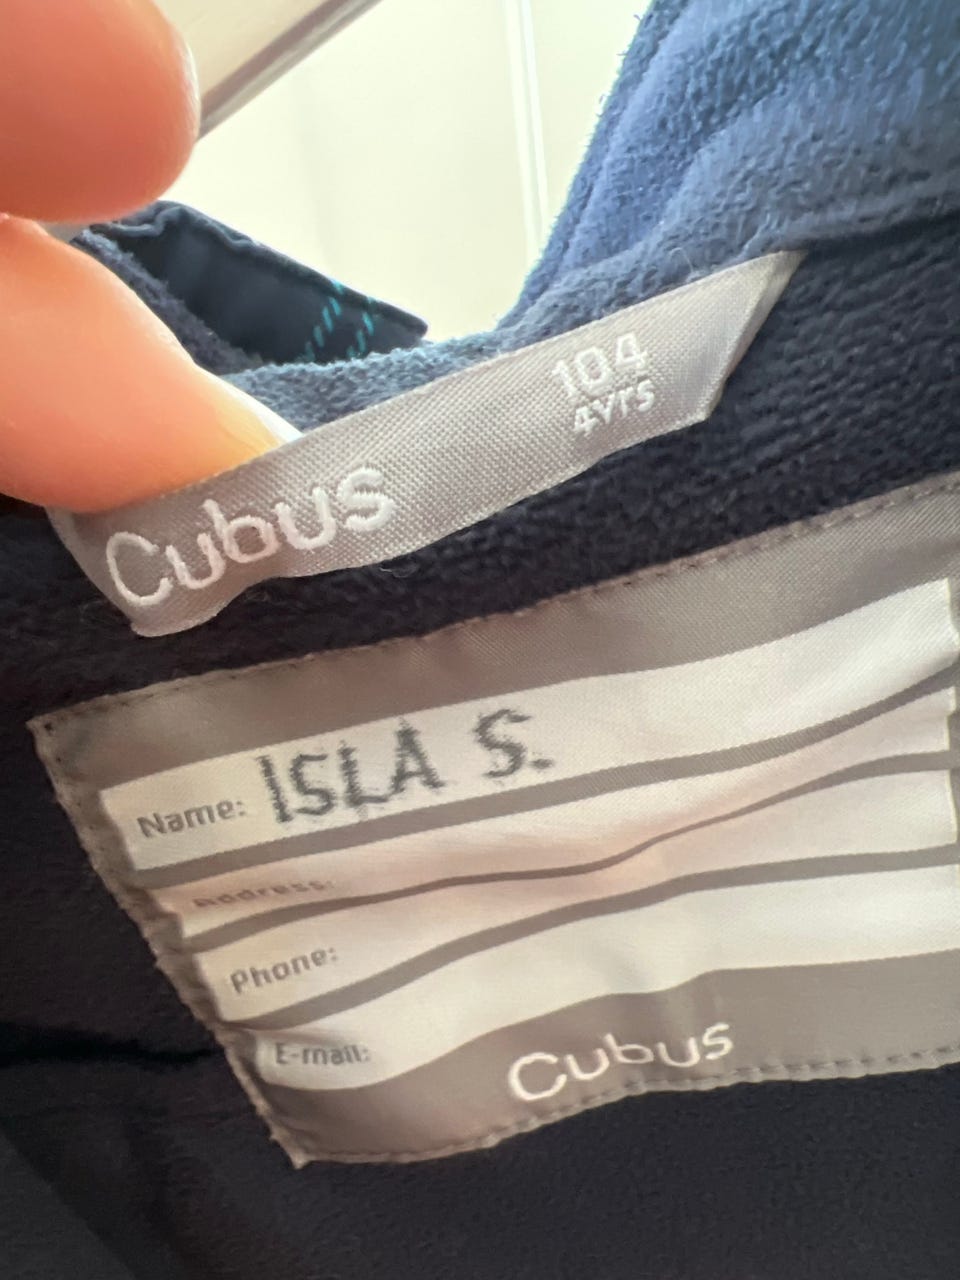 104
4yrs
Cubus
Name: ISLA S.
Address:
Phone:
E-mail:
Cubus